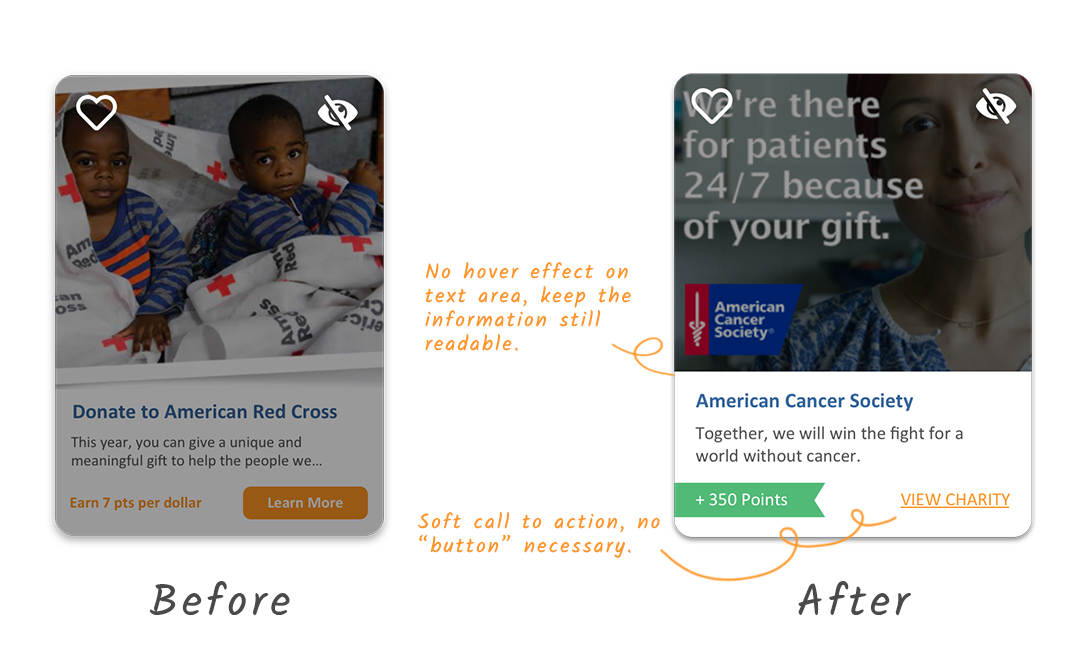 Donate to American Red Cross
This year, you can give a unique and
meaningful gift to help the people we...
Earn 7 pts per dollar
Learn More
Before
No hover effect on
text area, keep the
information still
readable.
Soft call to action, no
“button” necessary.
We're there
for patients
24/7 because
of your gift.
American
Cancer
Society®
American Cancer Society
Together, we will win the fight for a
world without cancer.
+ 350 Points
VIEW CHARITY
After